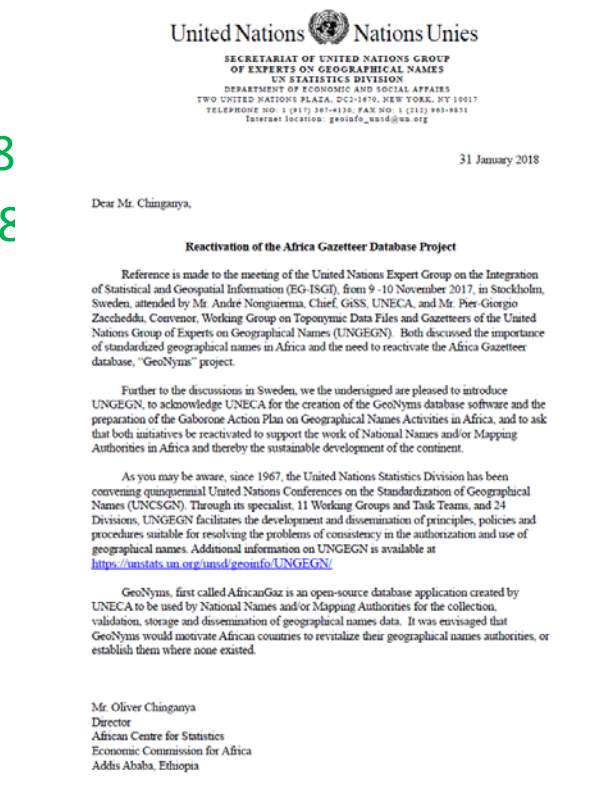 United Nations Nations Unies
SECRETARIAT OF UNITED NATIONS GROUP
OF EXPERTS ON GEOGRAPHICAL NAMES
UN STATISTICS DIVISION
DEPARTMENT OF ECONOMIC AND SOCIAL AFFAIRS
TWO UNITED NATIONS PLAZA, DC2-1670, NEW YORK, NY 10017
TELEPHONE NO: 1 (917) 367-4130; FAX NO: 1 (212) 963-9851
Internet location: geoinfo_unsd@un.org
8
8
31 January 2018
Dear Mr. Chinganya,
Reactivation of the Africa Gazetteer Database Project
Reference is made to the meeting of the United Nations Expert Group on the Integration
of Statistical and Geospatial Information (EG-ISGI), from 9 -10 November 2017, in Stockholm,
Sweden, attended by Mr. André Nonguierma, Chief, GiSS, UNECA, and Mr. Pier-Giorgio
Zaccheddu, Convenor, Working Group on Toponymic Data Files and Gazetteers of the United
Nations Group of Experts on Geographical Names (UNGEGN). Both discussed the importance
of standardized geographical names in Africa and the need to reactivate the Africa Gazetteer
database, “GeoNyms” project.
Further to the discussions in Sweden, we the undersigned are pleased to introduce
UNGEGN, to acknowledge UNECA for the creation of the GeoNyms database software and the
preparation of the Gaborone Action Plan on Geographical Names Activities in Africa, and to ask
that both initiatives be reactivated to support the work of National Names and/or Mapping
Authorities in Africa and thereby the sustainable development of the continent.
As you may be aware, since 1967, the United Nations Statistics Division has been
convening quinquennial United Nations Conferences on the Standardization of Geographical
Names (UNCSGN). Through its specialist, 11 Working Groups and Task Teams, and 24
Divisions, UNGEGN facilitates the development and dissemination of principles, policies and
procedures suitable for resolving the problems of consistency in the authorization and use of
geographical names. Additional information on UNGEGN is available at
https://unstats.un.org/unsd/geoinfo/UNGEGN/
GeoNyms, first called AfricanGaz is an open-source database application created by
UNECA to be used by National Names and/or Mapping Authorities for the collection,
validation, storage and dissemination of geographical names data. It was envisaged that
GeoNyms would motivate African countries to revitalize their geographical names authorities, or
establish them where none existed.
Mr. Oliver Chinganya
Director
African Centre for Statistics
Economic Commission for Africa
Addis Ababa, Ethiopia